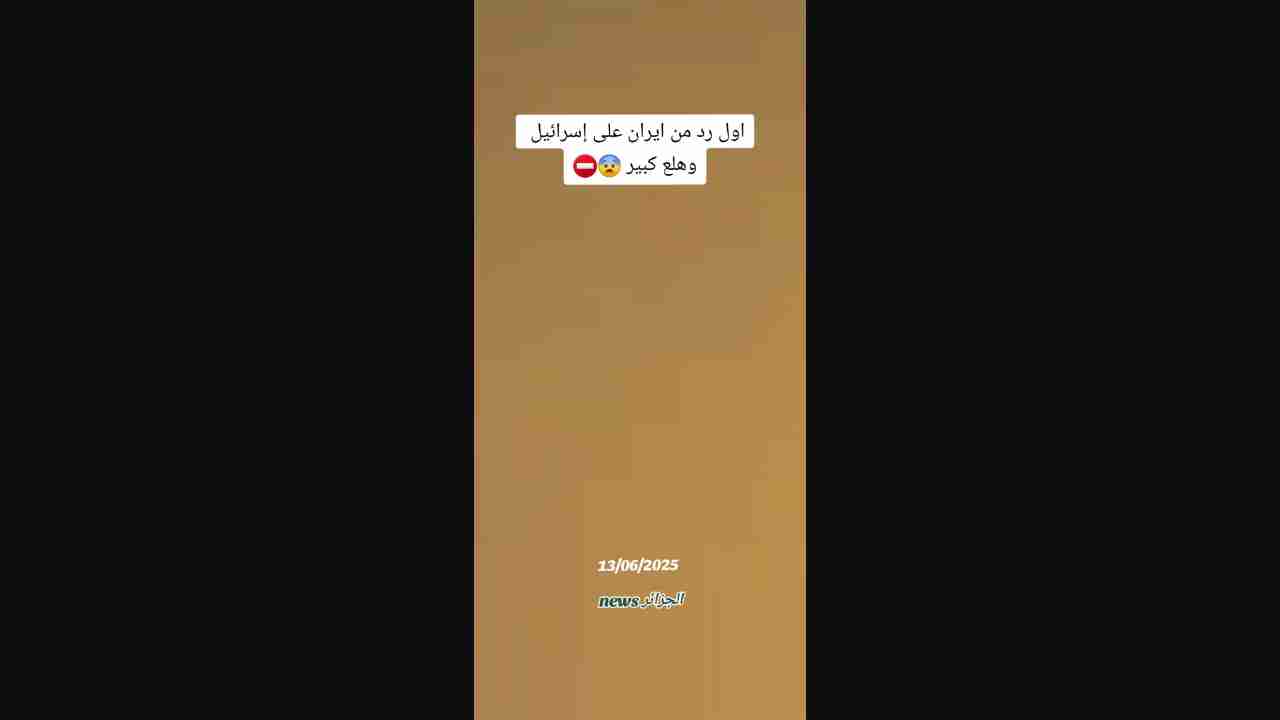 اول رد من ايران على إسرائيل
وهلع كبير 😨⛔
13/06/2025
الجزائر news